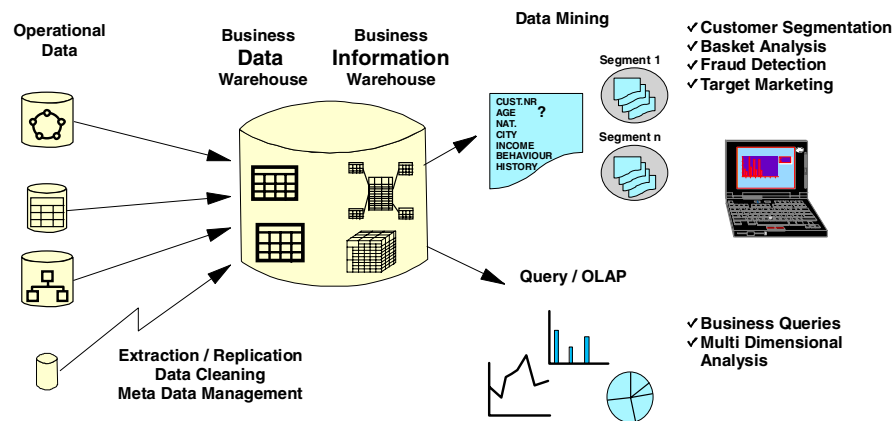 Operational
Data
Business
Data
Warehouse
Business
Information
Warehouse
Data Mining
Segment 1
CUST.NR
AGE ?
NAT.
CITY
INCOME
BEHAVIOUR
HISTORY
Segment n
✓ Customer Segmentation
✓ Basket Analysis
✓ Fraud Detection
✓ Target Marketing
Extraction / Replication
Data Cleaning
Meta Data Management
Query / OLAP
✓ Business Queries
✓ Multi Dimensional
Analysis